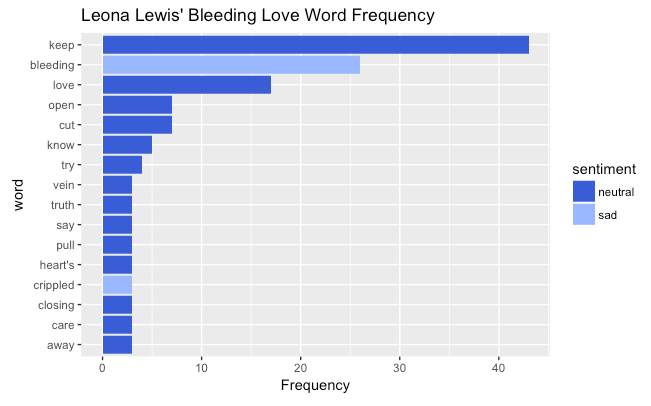 Leona Lewis' Bleeding Love Word Frequency
word
keep
bleeding
love
open
cut
know
try
vein
truth
say
pull
heart's
crippled
closing
care
away
0 10 20 30 40
Frequency
sentiment
neutral
sad